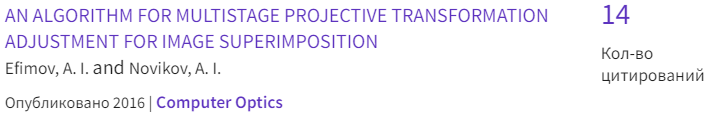 AN ALGORITHM FOR MULTISTAGE PROJECTIVE TRANSFORMATION
ADJUSTMENT FOR IMAGE SUPERIMPOSITION
Efimov, A. I. and Novikov, A. I.
Опубликовано 2016 | Computer Optics
14
Кол-во
цитирований